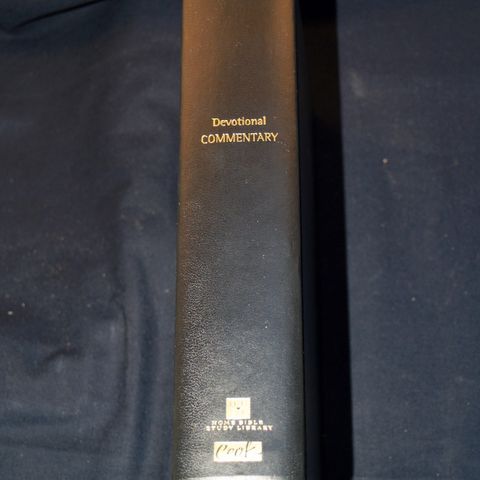 Devotional
COMMENTARY
HOME BIBLE
STUDY LIBRARY
Cook